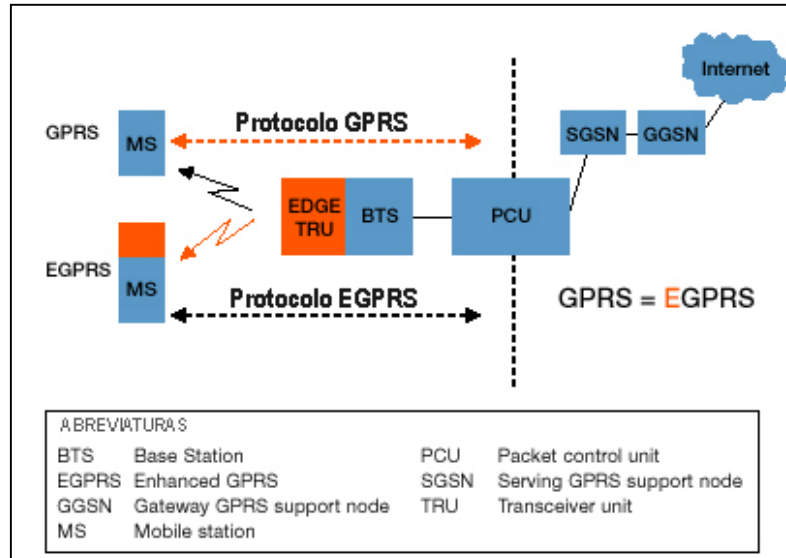 Internet
GPRS
MS
Protocolo GPRS
SGSN
GGSN
EDGE
TRU
BTS
PCU
EGPRS
MS
Protocolo EGPRS
GPRS = EGPRS
ABREVIATURAS
BTS Base Station
EGPRS Enhanced GPRS
GGSN Gateway GPRS support node
MS Mobile station
PCU Packet control unit
SGSN Serving GPRS support node
TRU Transceiver unit